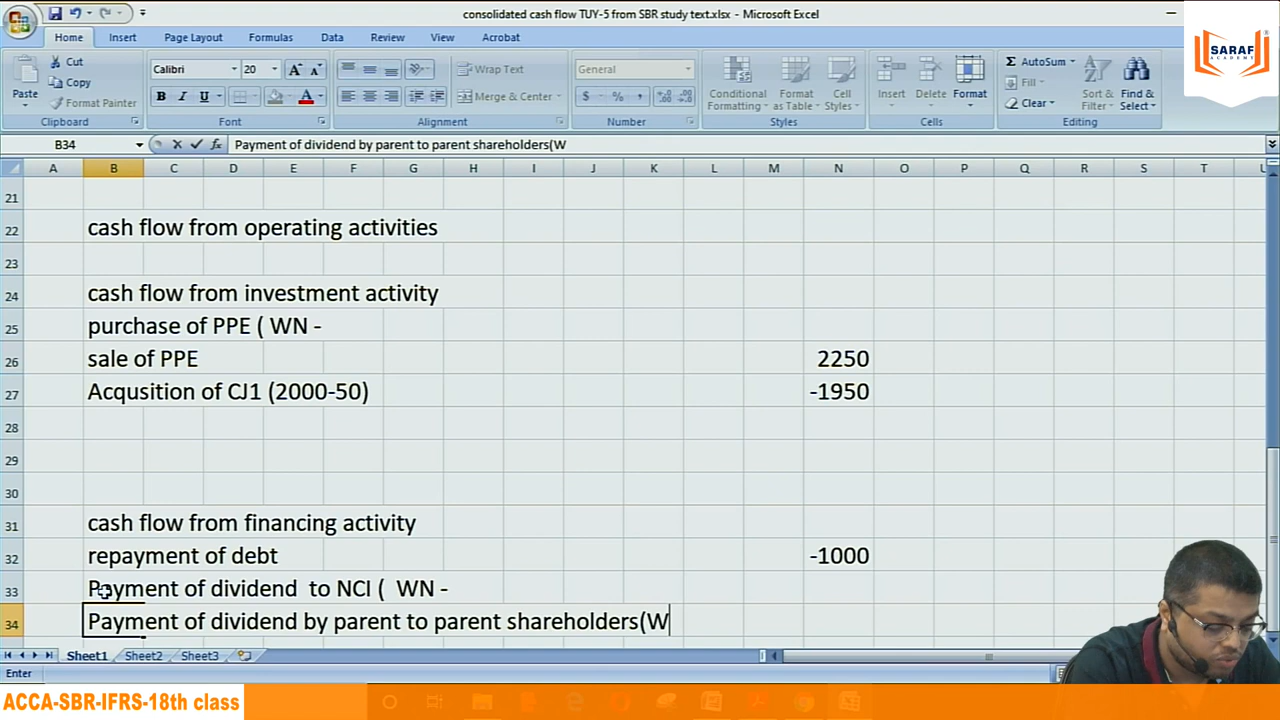 consolidated cash flow TUY-5 from SBR study text.xlsx - Microsoft Excel
SARAF
ACADEMY
Home Insert Page Layout Formulas Data Review View Acrobat
Paste
Cut
Copy
Format Painter
Calibri 20
B I U
Wrap Text
Merge & Center
General
$ % ,
Conditional Formatting
Format as Table
Cell Styles
Insert
Delete
Format
AutoSum
Fill
Clear
Sort & Filter
Find & Select
Clipboard Font Alignment Number Styles Cells Editing
B34 Payment of dividend by parent to parent shareholders(W
A B C D E F G H I J K L M N O P Q R S T U
21
22 cash flow from operating activities
23
24 cash flow from investment activity
25 purchase of PPE ( WN -
26 sale of PPE 2250
27 Acqusition of CJ1 (2000-50) -1950
28
29
30
31 cash flow from financing activity
32 repayment of debt -1000
33 Payment of dividend  to NCI (  WN -
34 Payment of dividend by parent to parent shareholders(W
Sheet1 Sheet2 Sheet3
Enter
ACCA-SBR-IFRS-18th class